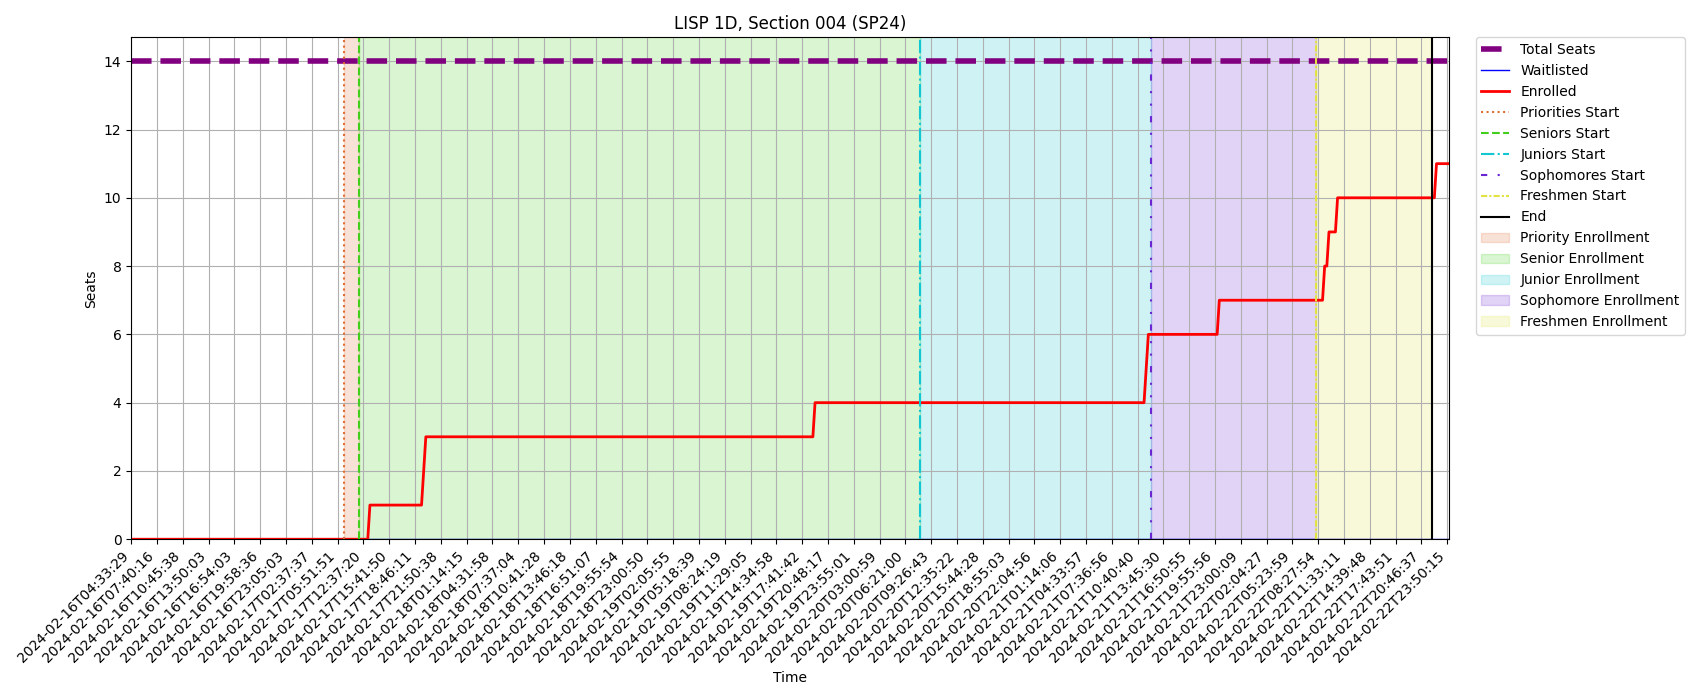 LISP 1D, Section 004 (SP24)
Seats
14
12
10
8
6
4
2
0
2024-02-16T04:33:29
2024-02-16T07:40:16
2024-02-16T10:45:38
2024-02-16T13:50:03
2024-02-16T16:54:03
2024-02-16T19:58:36
2024-02-16T23:05:03
2024-02-17T02:37:37
2024-02-17T05:51:51
2024-02-17T12:37:20
2024-02-17T15:41:50
2024-02-17T18:46:11
2024-02-17T21:50:38
2024-02-18T01:14:15
2024-02-18T04:31:58
2024-02-18T07:37:04
2024-02-18T10:41:28
2024-02-18T13:46:18
2024-02-18T16:51:07
2024-02-18T19:55:54
2024-02-18T23:00:50
2024-02-19T02:05:55
2024-02-19T05:18:39
2024-02-19T08:24:19
2024-02-19T11:29:05
2024-02-19T14:34:58
2024-02-19T17:41:42
2024-02-19T20:48:17
2024-02-19T23:55:01
2024-02-20T03:00:59
2024-02-20T06:21:00
2024-02-20T09:26:43
2024-02-20T12:35:22
2024-02-20T15:44:28
2024-02-20T18:55:03
2024-02-20T22:04:56
2024-02-21T01:14:06
2024-02-21T04:33:57
2024-02-21T07:36:56
2024-02-21T10:40:40
2024-02-21T13:45:30
2024-02-21T16:50:55
2024-02-21T19:55:56
2024-02-21T23:00:09
2024-02-22T02:04:27
2024-02-22T05:23:59
2024-02-22T08:27:54
2024-02-22T11:33:11
2024-02-22T14:39:48
2024-02-22T17:43:51
2024-02-22T20:46:37
2024-02-22T23:50:15
Time
Total Seats
Waitlisted
Enrolled
Priorities Start
Seniors Start
Juniors Start
Sophomores Start
Freshmen Start
End
Priority Enrollment
Senior Enrollment
Junior Enrollment
Sophomore Enrollment
Freshmen Enrollment